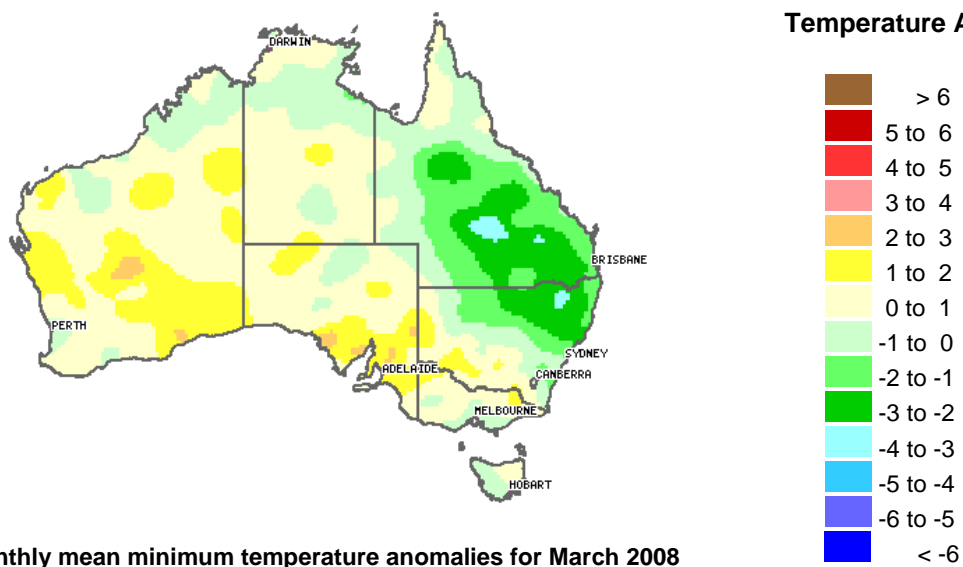 Temperature A
DARWIN
BRISBANE
PERTH
SYDNEY
ADELAIDE
CANBERRA
MELBOURNE
HOBART
> 6
5 to 6
4 to 5
3 to 4
2 to 3
1 to 2
0 to 1
-1 to 0
-2 to -1
-3 to -2
-4 to -3
-5 to -4
-6 to -5
< -6
nthly mean minimum temperature anomalies for March 2008